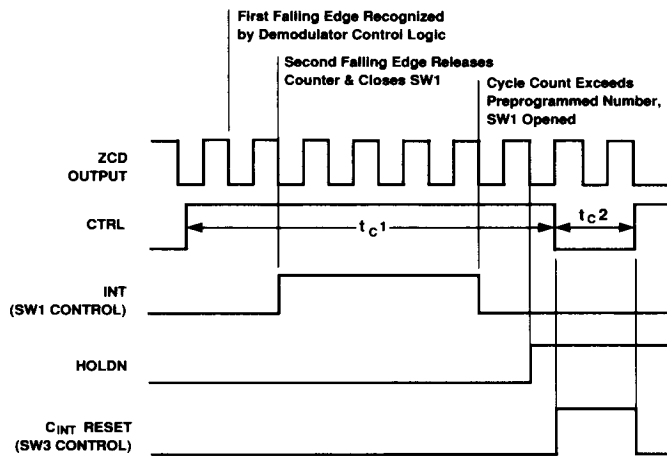 First Falling Edge Recognized
by Demodulator Control Logic
Second Falling Edge Releases
Counter & Closes SW1
Cycle Count Exceeds
Preprogrammed Number,
SW1 Opened
ZCD
OUTPUT
CTRL
tC1
tC2
INT
(SW1 CONTROL)
HOLDN
CINT RESET
(SW3 CONTROL)